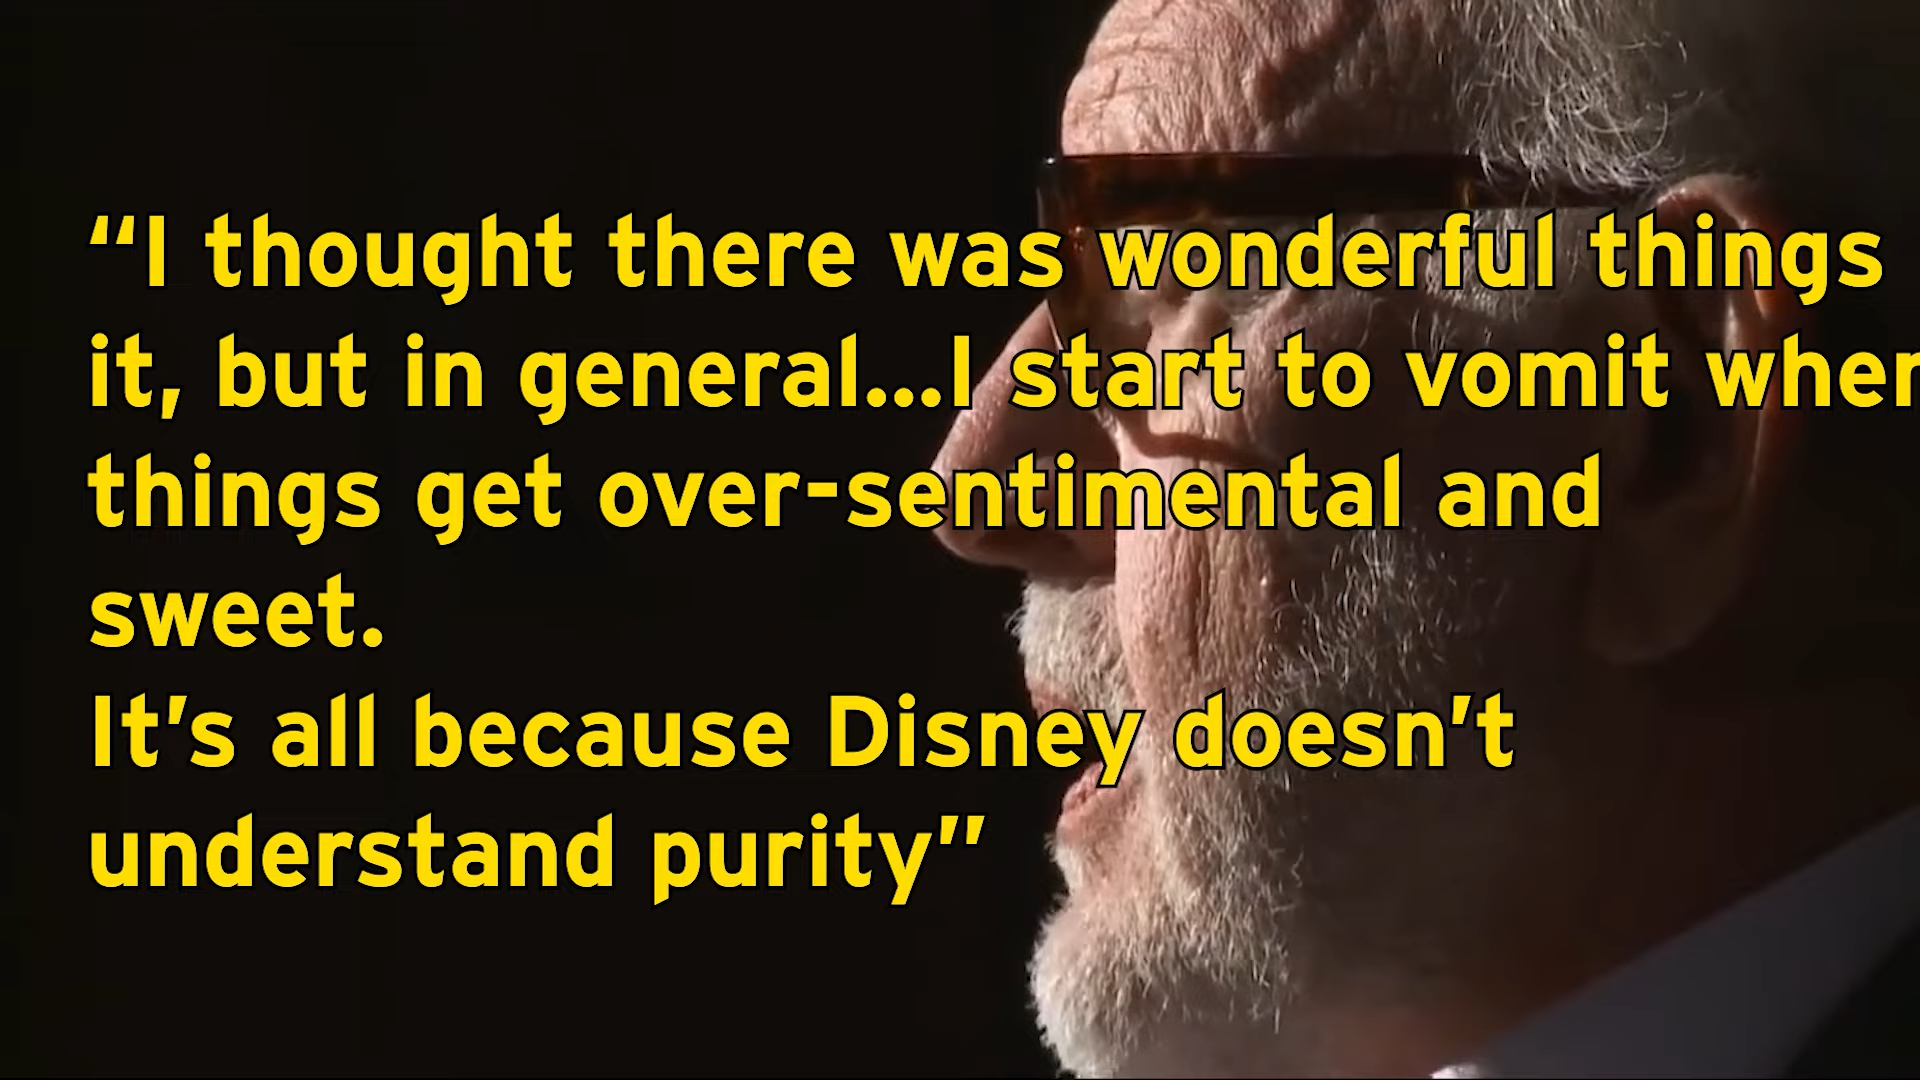 “I thought there was wonderful things
it, but in general...I start to vomit when
things get over-sentimental and
sweet.
It’s all because Disney doesn’t
understand purity”